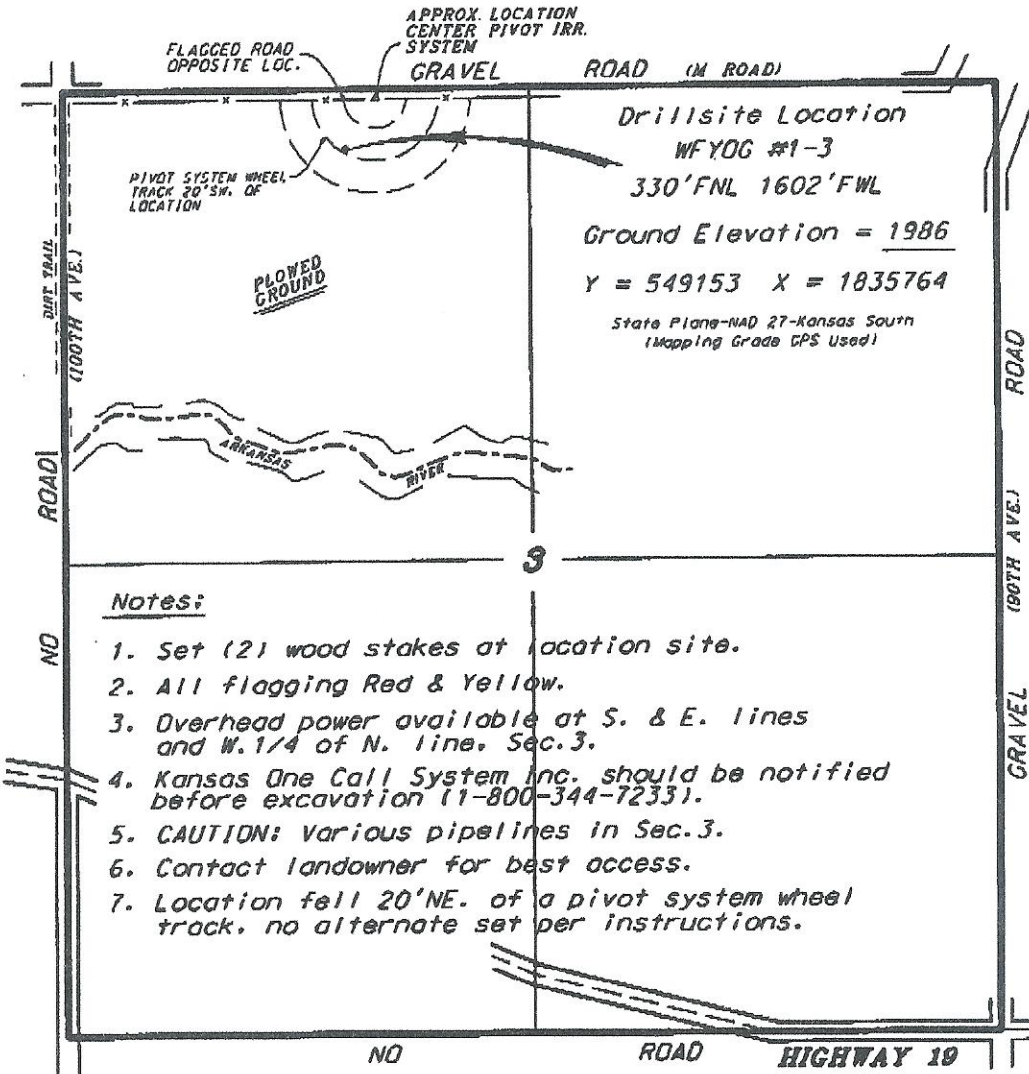 APPROX. LOCATION
CENTER PIVOT IRR.
SYSTEM
FLAGGED ROAD
OPPOSITE LOC.
GRAVEL ROAD (M ROAD)
Drillsite Location
WFYOG #1-3
330'FNL 1602'FWL
PIVOT SYSTEM WHEEL
TRACK 20'SW. OF
LOCATION
Ground Elevation = 1986
Y = 549153 X = 1835764
State Plane-NAD 27-Kansas South
(Mapping Grade GPS Used)
PLOWED
GROUND
DIRT TRAIL
(100TH AVE.)
ARKANSAS
RIVER
NO ROAD
GRAVEL (90TH AVE.) ROAD
3
Notes:
1. Set (2) wood stakes at location site.
2. All flagging Red & Yellow.
3. Overhead power available at S. & E. lines
and W.1/4 of N. line. Sec.3.
4. Kansas One Call System Inc. should be notified
before excavation (1-800-344-7233).
5. CAUTION: Various pipelines in Sec.3.
6. Contact landowner for best access.
7. Location fell 20'NE. of a pivot system wheel
track. no alternate set per instructions.
NO ROAD HIGHWAY 19